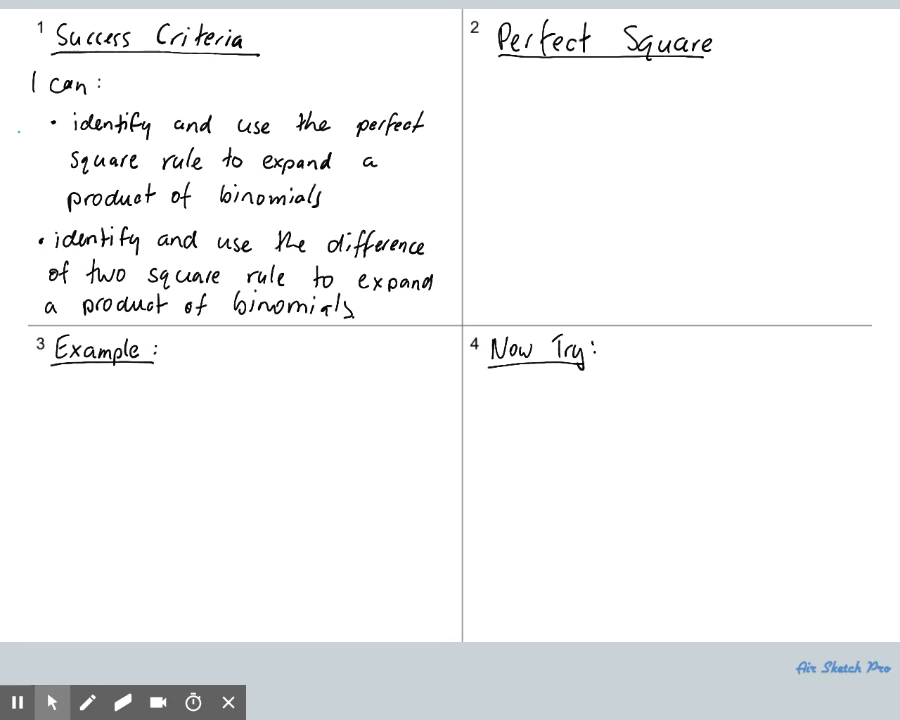 1 Success Criteria
I can:
• identify and use the perfect
square rule to expand a
product of binomials
• identify and use the difference
of two square rule to expand
a product of binomials
2 Perfect Square
3 Example:
4 Now Try:
Air Sketch Pro